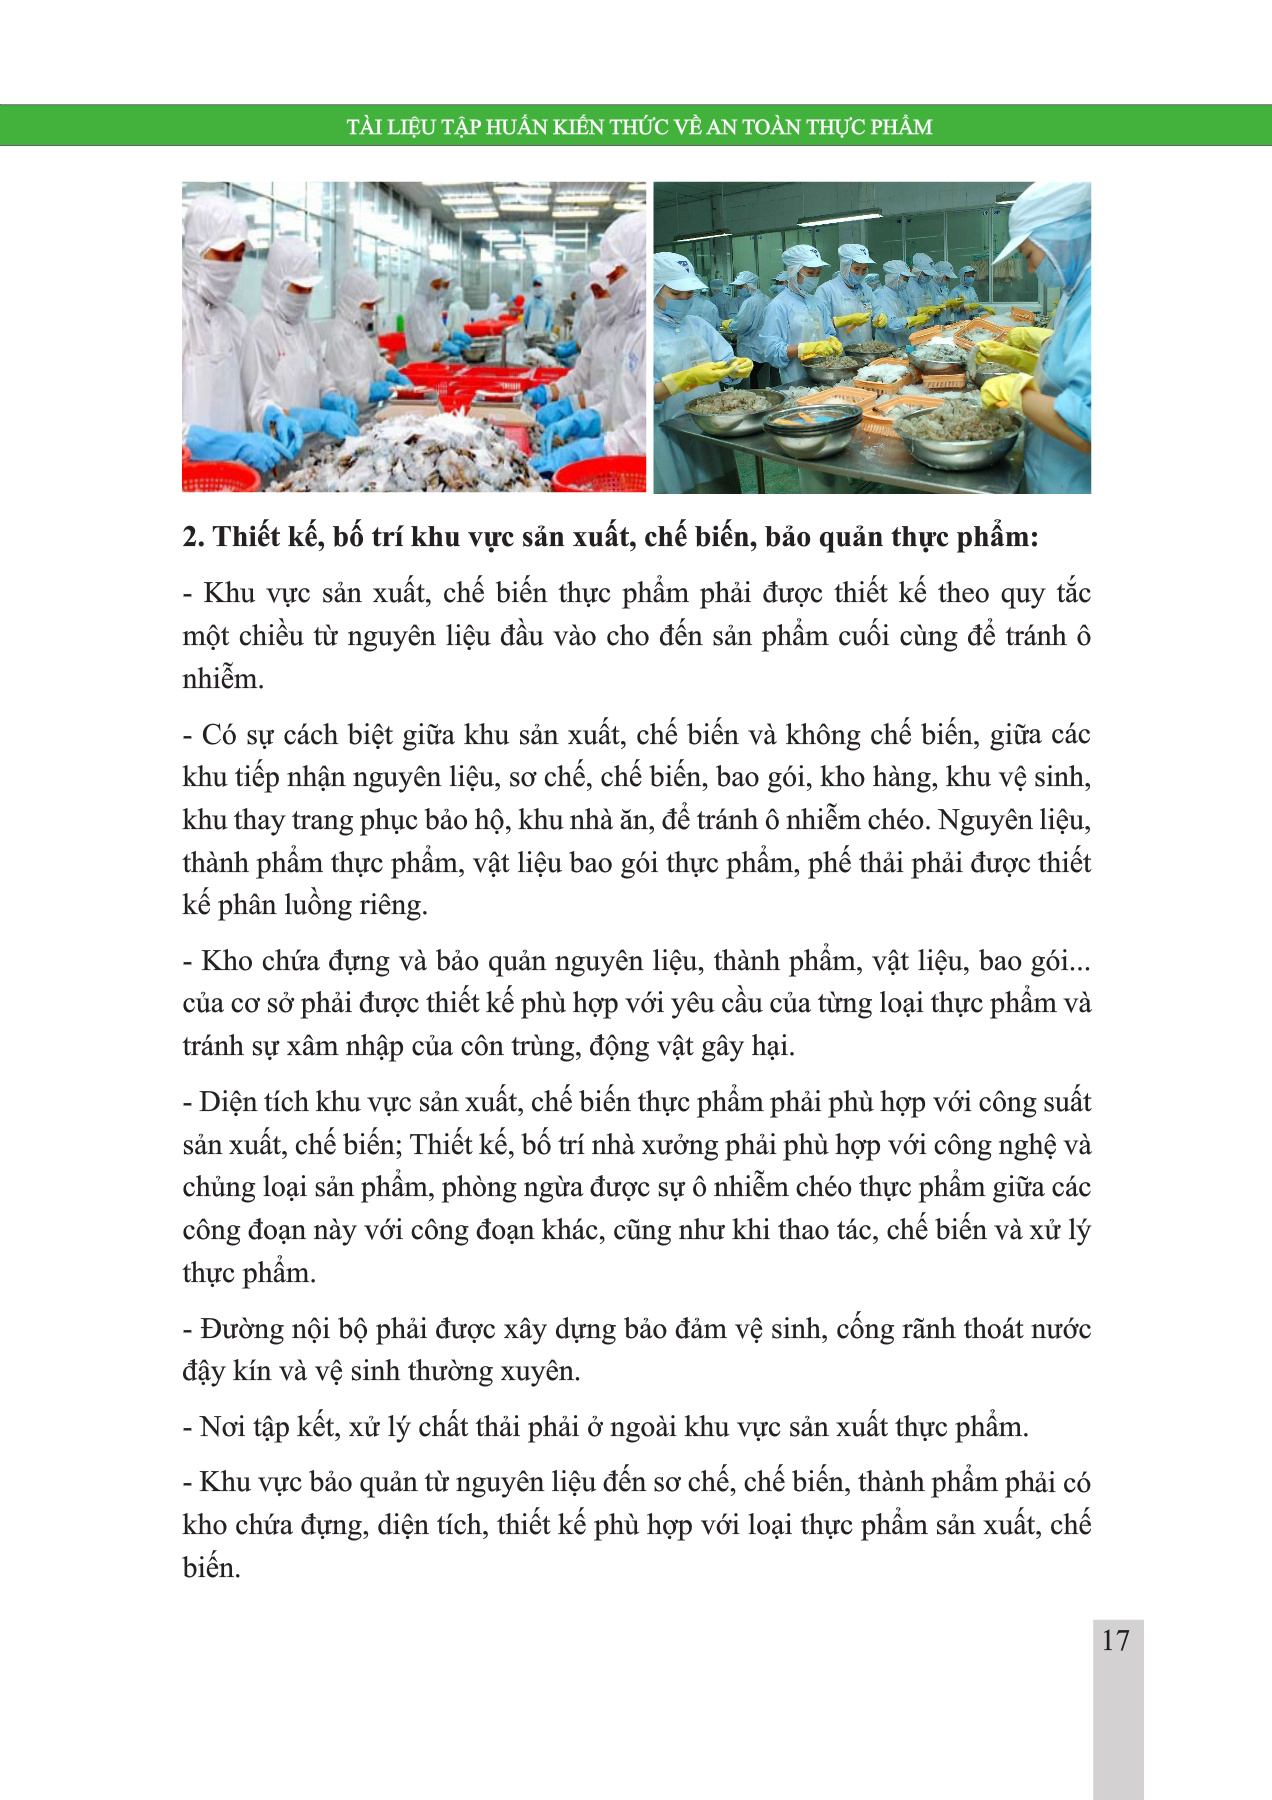 TÀI LIỆU TẬP HUẤN KIẾN THỨC VỀ AN TOÀN THỰC PHẨM
2. Thiết kế, bố trí khu vực sản xuất, chế biến, bảo quản thực phẩm:
- Khu vực sản xuất, chế biến thực phẩm phải được thiết kế theo quy tắc
một chiều từ nguyên liệu đầu vào cho đến sản phẩm cuối cùng để tránh ô
nhiễm.
- Có sự cách biệt giữa khu sản xuất, chế biến và không chế biến, giữa các
khu tiếp nhận nguyên liệu, sơ chế, chế biến, bao gói, kho hàng, khu vệ sinh,
khu thay trang phục bảo hộ, khu nhà ăn, để tránh ô nhiễm chéo. Nguyên liệu,
thành phẩm thực phẩm, vật liệu bao gói thực phẩm, phế thải phải được thiết
kế phân luồng riêng.
- Kho chứa đựng và bảo quản nguyên liệu, thành phẩm, vật liệu, bao gói...
của cơ sở phải được thiết kế phù hợp với yêu cầu của từng loại thực phẩm và
tránh sự xâm nhập của côn trùng, động vật gây hại.
- Diện tích khu vực sản xuất, chế biến thực phẩm phải phù hợp với công suất
sản xuất, chế biến; Thiết kế, bố trí nhà xưởng phải phù hợp với công nghệ và
chủng loại sản phẩm, phòng ngừa được sự ô nhiễm chéo thực phẩm giữa các
công đoạn này với công đoạn khác, cũng như khi thao tác, chế biến và xử lý
thực phẩm.
- Đường nội bộ phải được xây dựng bảo đảm vệ sinh, cống rãnh thoát nước
đậy kín và vệ sinh thường xuyên.
- Nơi tập kết, xử lý chất thải phải ở ngoài khu vực sản xuất thực phẩm.
- Khu vực bảo quản từ nguyên liệu đến sơ chế, chế biến, thành phẩm phải có
kho chứa đựng, diện tích, thiết kế phù hợp với loại thực phẩm sản xuất, chế
biến.
17